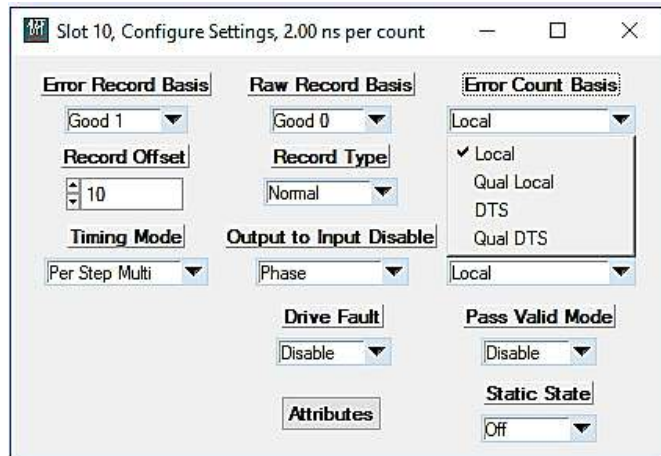 Slot 10, Configure Settings, 2.00 ns per count
Error Record Basis Raw Record Basis Error Count Basis
Good 1 Good 0 Local
Record Offset Record Type
Local
Qual Local
DTS
Qual DTS
10 Normal
Timing Mode Output to Input Disable
Per Step Multi Phase Local
Drive Fault Pass Valid Mode
Disable Disable
Attributes
Static State
Off